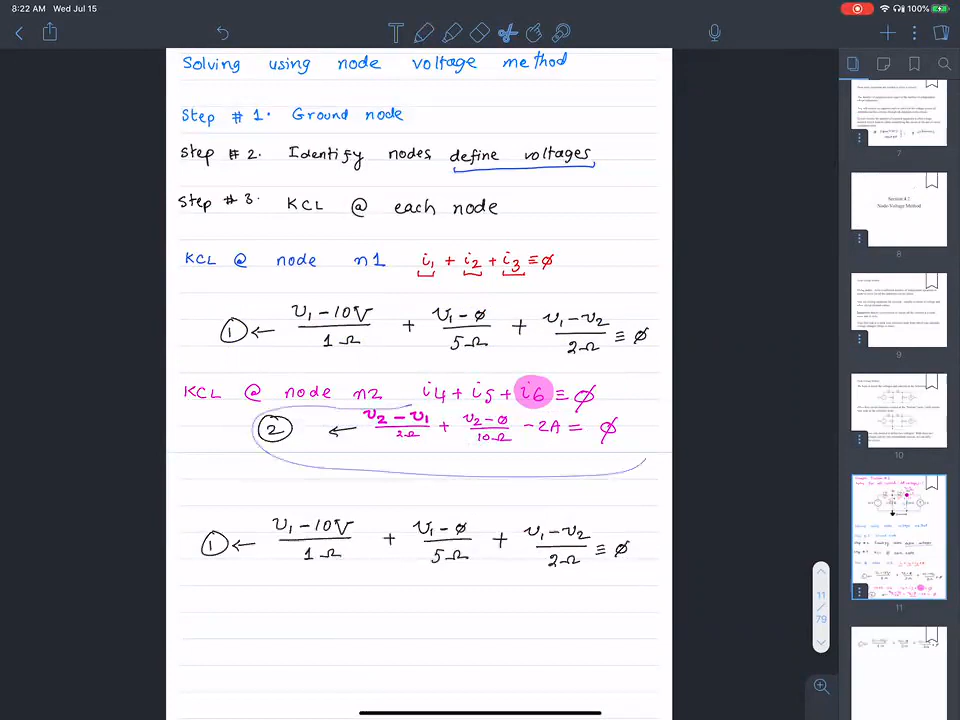 8:22 AM Wed Jul 15
100%
Solving using node voltage method
Step # 1. Ground node
Step # 2. Identify nodes define voltages
Step # 3. KCL @ each node
KCL @ node n1 i1 + i2 + i3 ≡ ∅
① ← (v1 − 10V)/1Ω + (v1 − ∅)/5Ω + (v1 − v2)/2Ω ≡ ∅
KCL @ node n2 i4 + i5 + i6 ≡ ∅
② ← (v2 − v1)/2Ω + (v2 − ∅)/10Ω − 2A = ∅
① ← (v1 − 10V)/1Ω + (v1 − ∅)/5Ω + (v1 − v2)/2Ω ≡ ∅
7
Section 4.2
Node-Voltage Method
8
9
10
11
11
/
79